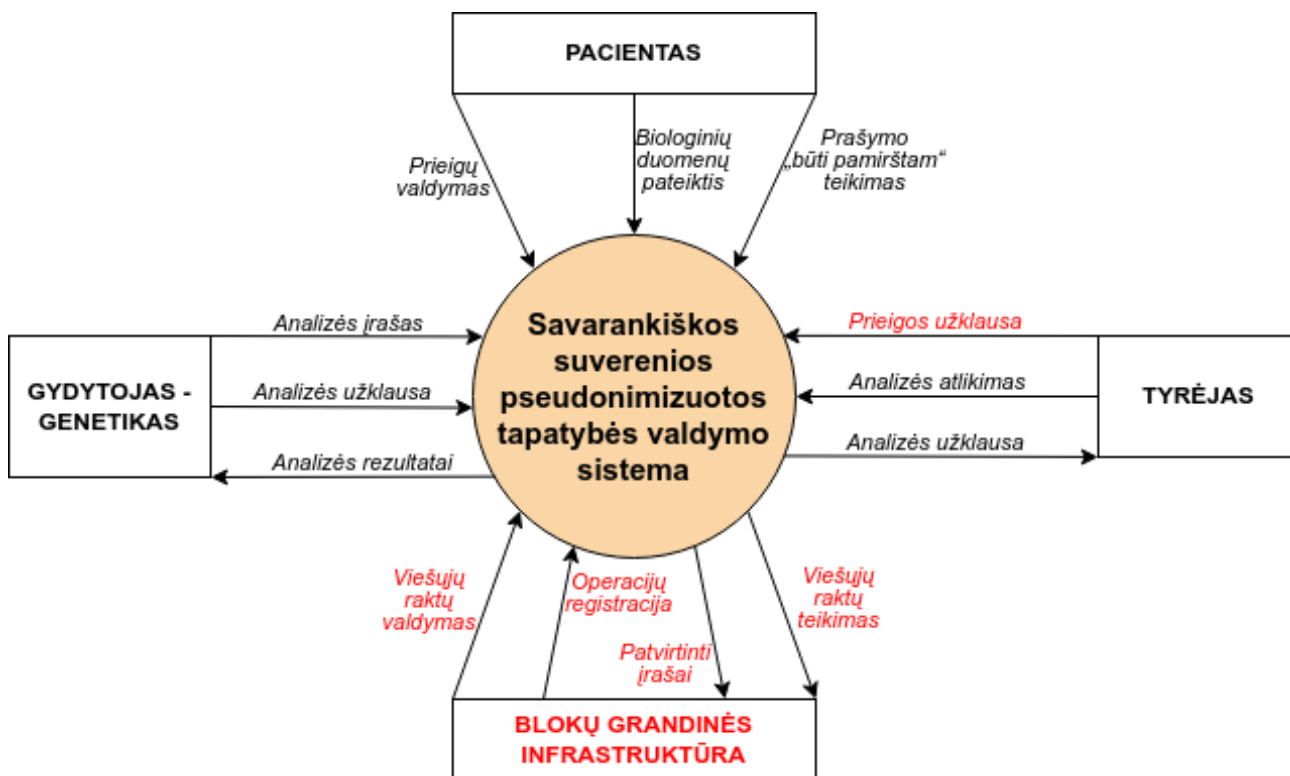 PACIENTAS
Prieigų
valdymas
Biologinių
duomenų
pateiktis
Prašymo
„būti pamirštam“
teikimas
GYDYTOJAS -
GENETIKAS
Analizės įrašas
Analizės užklausa
Analizės rezultatai
Savarankiškos
suverenios
pseudonimizuotos
tapatybės valdymo
sistema
Prieigos užklausa
Analizės atlikimas
Analizės užklausa
TYRĖJAS
Viešųjų
raktų
valdymas
Operacijų
registracija
Patvirtinti
įrašai
Viešųjų
raktų
teikimas
BLOKŲ GRANDINĖS
INFRASTRUKTŪRA